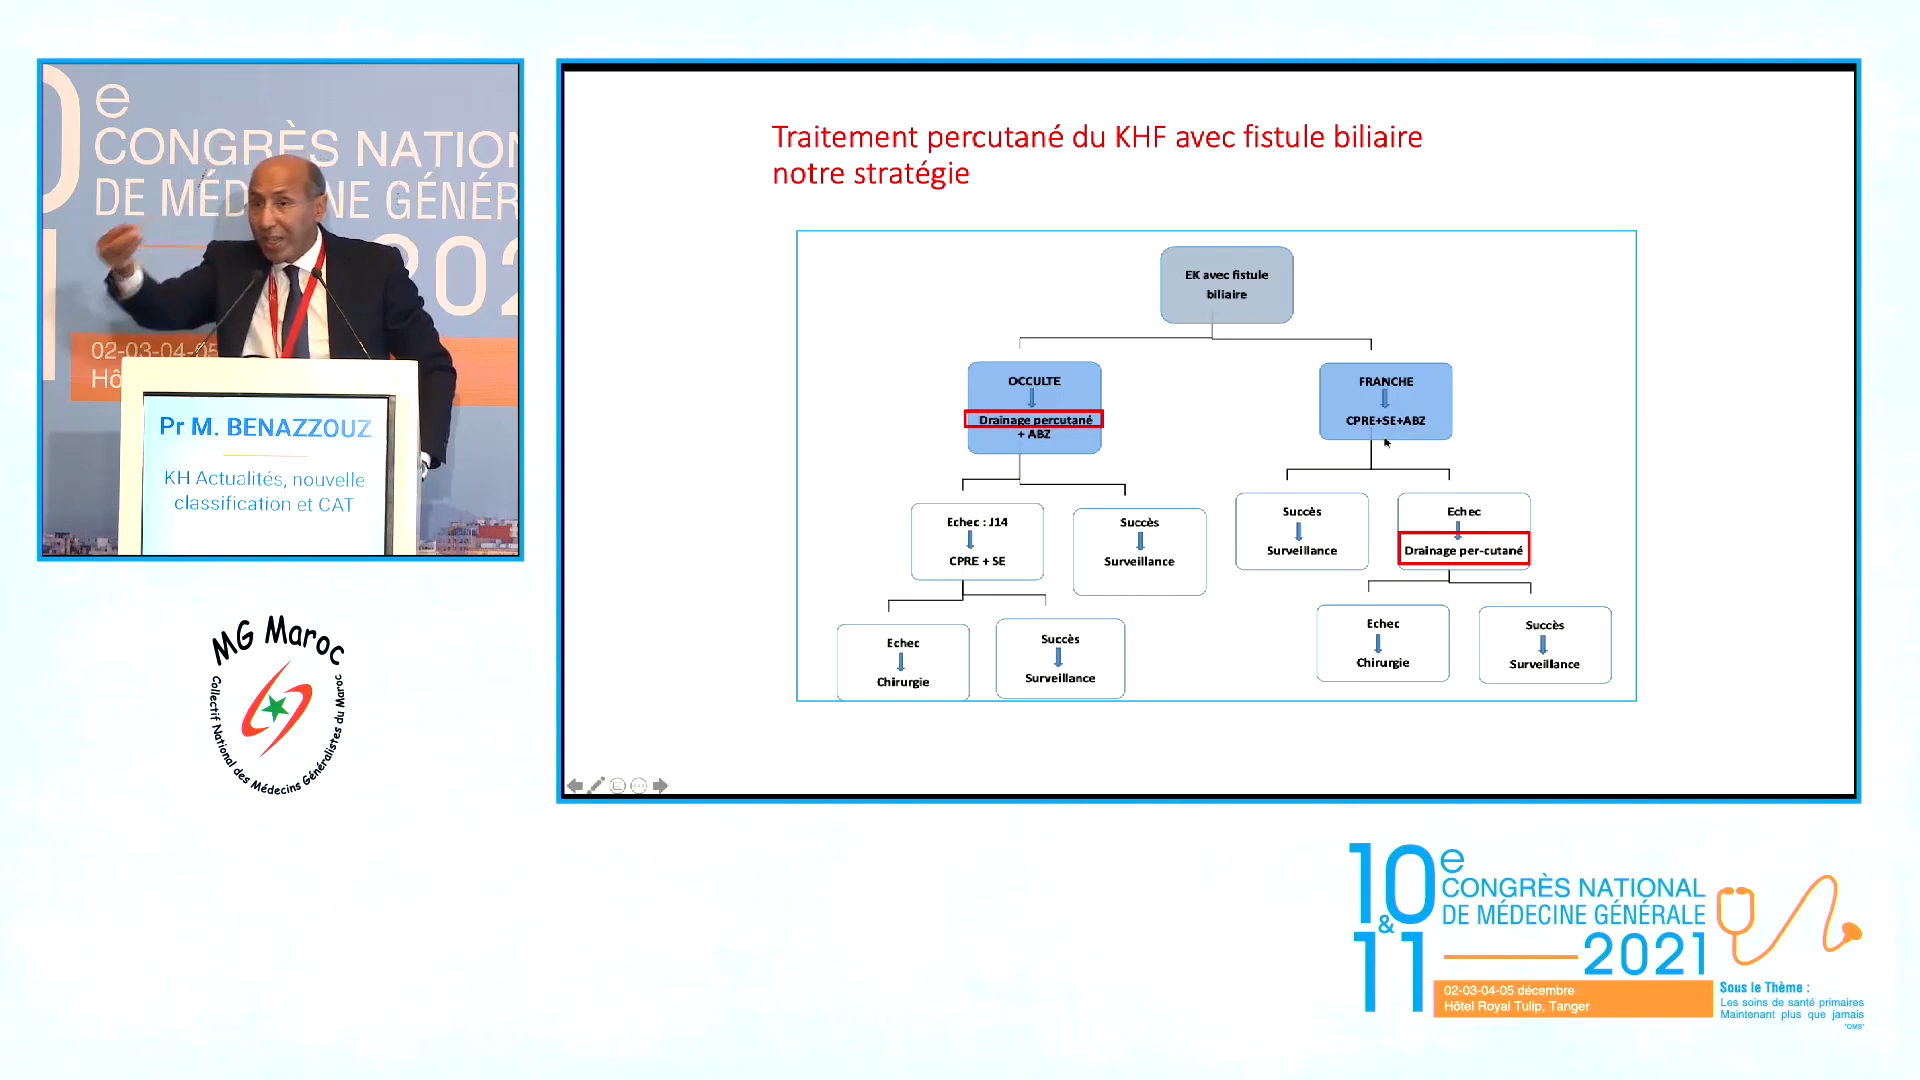 e
CONGRÈS NATION
DE MÉD NE GÉNÉR
02-03-04-05
Hô
Pr M. BENAZZOUZ
KH Actualités, nouvelle
classification et CAT
MG Maroc
Collectif National des Médecins Généralistes du Maroc
Traitement percutané du KHF avec fistule biliaire
notre stratégie
EK avec fistule
biliaire
OCCULTE
Drainage percutané
+ ABZ
FRANCHE
CPRE+SE+ABZ
Echec : J14
CPRE + SE
Succès
Surveillance
Succès
Surveillance
Echec
Drainage per-cutané
Echec
Chirurgie
Succès
Surveillance
Echec
Chirurgie
Succès
Surveillance
10e
&
11
CONGRÈS NATIONAL
DE MÉDECINE GÉNÉRALE
2021
02-03-04-05 décembre
Hôtel Royal Tulip, Tanger
Sous le Thème :
Les soins de santé primaires
Maintenant plus que jamais
"OMS"